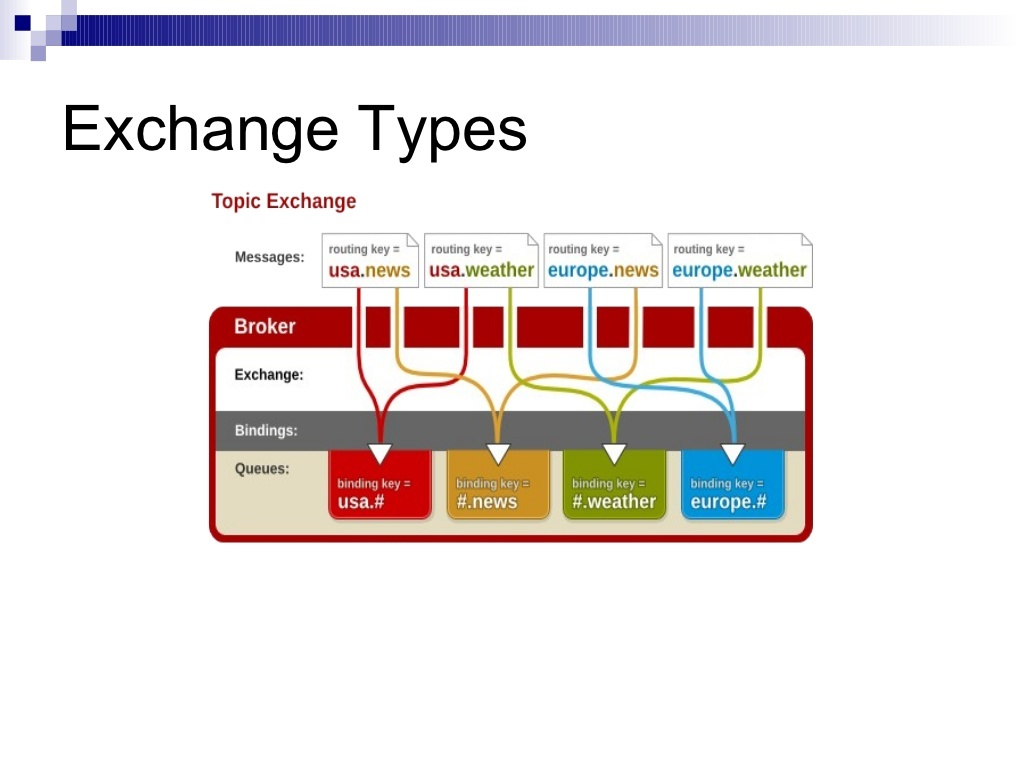 Exchange Types
Topic Exchange
Messages:
routing key =
usa.news
routing key =
usa.weather
routing key =
europe.news
routing key =
europe.weather
Broker
Exchange:
Bindings:
Queues:
binding key =
usa.#
binding key =
#.news
binding key =
#.weather
binding key =
europe.#